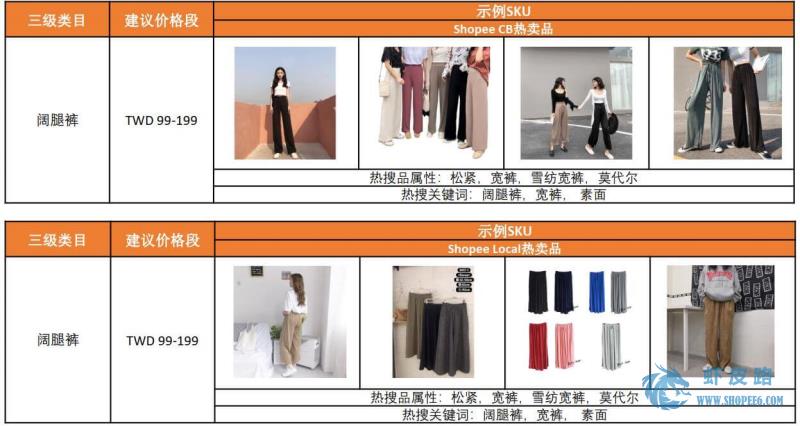 三级类目 建议价格段 示例SKU
Shopee CB热卖品
阔腿裤 TWD 99-199
热搜品属性：松紧，宽裤，雪纺宽裤，莫代尔
热搜关键词：阔腿裤，宽裤， 素面
三级类目 建议价格段 示例SKU
Shopee Local热卖品
阔腿裤 TWD 99-199
热搜品属性：松紧，宽裤，雪纺宽裤，莫代尔
热搜关键词：阔腿裤，宽裤， 素面
虾皮路
WWW.SHOPEE6.COM